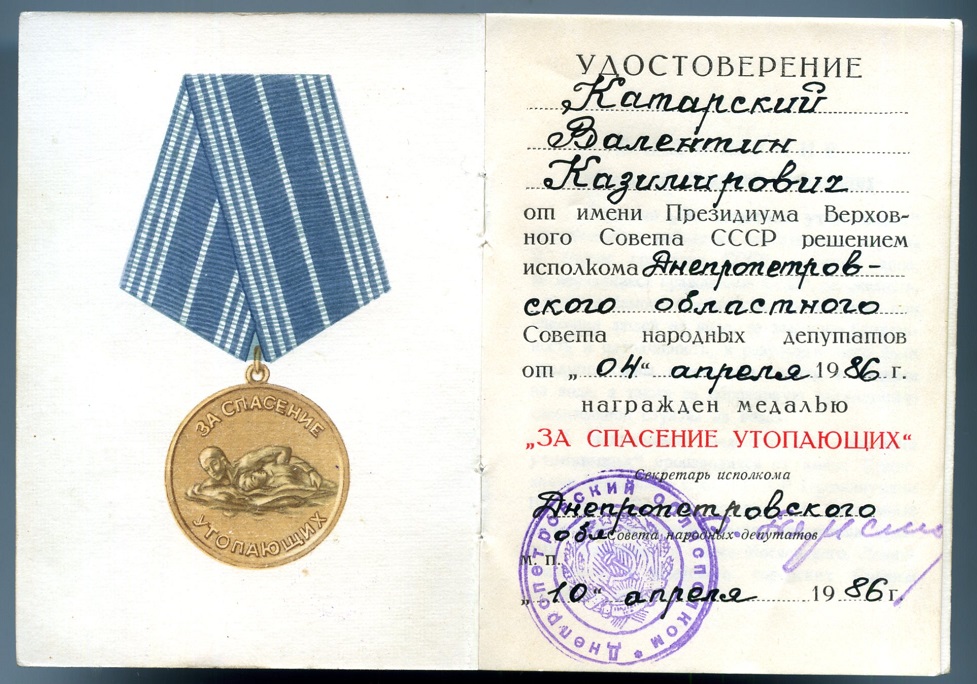 ЗА СПАСЕНИЕ
УТОПАЮЩИХ
УДОСТОВЕРЕНИЕ
Катарский
Валентин
Казимирович
от имени Президиума Верхов-
ного Совета СССР решением
исполкома Днепропетров-
ского областного
Совета народных депутатов
от „04“ апреля 1986 г.
награжден медалью
„ЗА СПАСЕНИЕ УТОПАЮЩИХ“
Секретарь исполкома
Днепропетровского
обл Совета народных депутатов
М. П.
„10“ апреля 1986 г.
Днепропетровский облисполком *